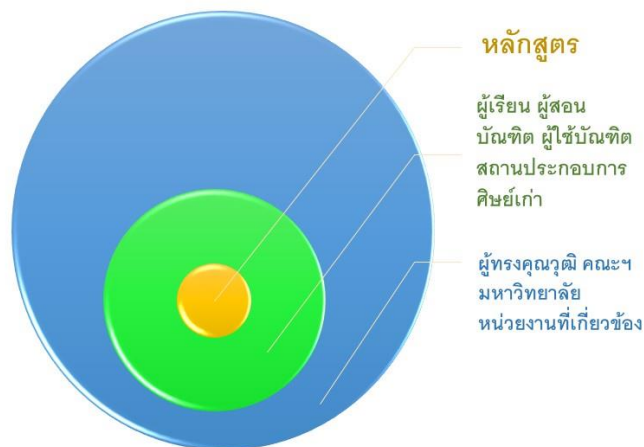 หลักสูตร
ผู้เรียน ผู้สอน
บัณฑิต ผู้ใช้บัณฑิต
สถานประกอบการ
ศิษย์เก่า
ผู้ทรงคุณวุฒิ คณะฯ
มหาวิทยาลัย
หน่วยงานที่เกี่ยวข้อง